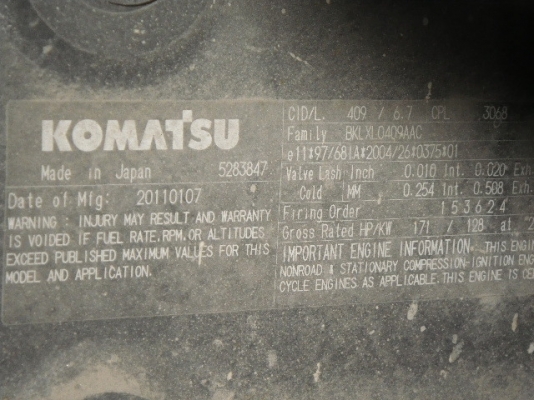 KOMATSU
Made in Japan 5283847
Date of Mfg: 20110107
WARNING : INJURY MAY RESULT AND WARRANTY
IS VOIDED IF FUEL RATE, RPM, OR ALTITUDES
EXCEED PUBLISHED MAXIMUM VALUES FOR THIS
MODEL AND APPLICATION.
CID/L. 409 / 6.7 CPL 3068
Family BKLXL0409AAC
e11*97/68LA*2004/26*0375*01
Valve Lash Inch 0.010 Int. 0.020 Exh.
Cold MM 0.254 Int. 0.508 Exh.
Firing Order 1 5 3 6 2 4
Gross Rated HP/KW 171 / 128 at
IMPORTANT ENGINE INFORMATION THIS ENGIN
NONROAD & STATIONARY COMPRESSION-IGNITION ENG
CYCLE ENGINES AS APPLICABLE. THIS ENGINE IS CE